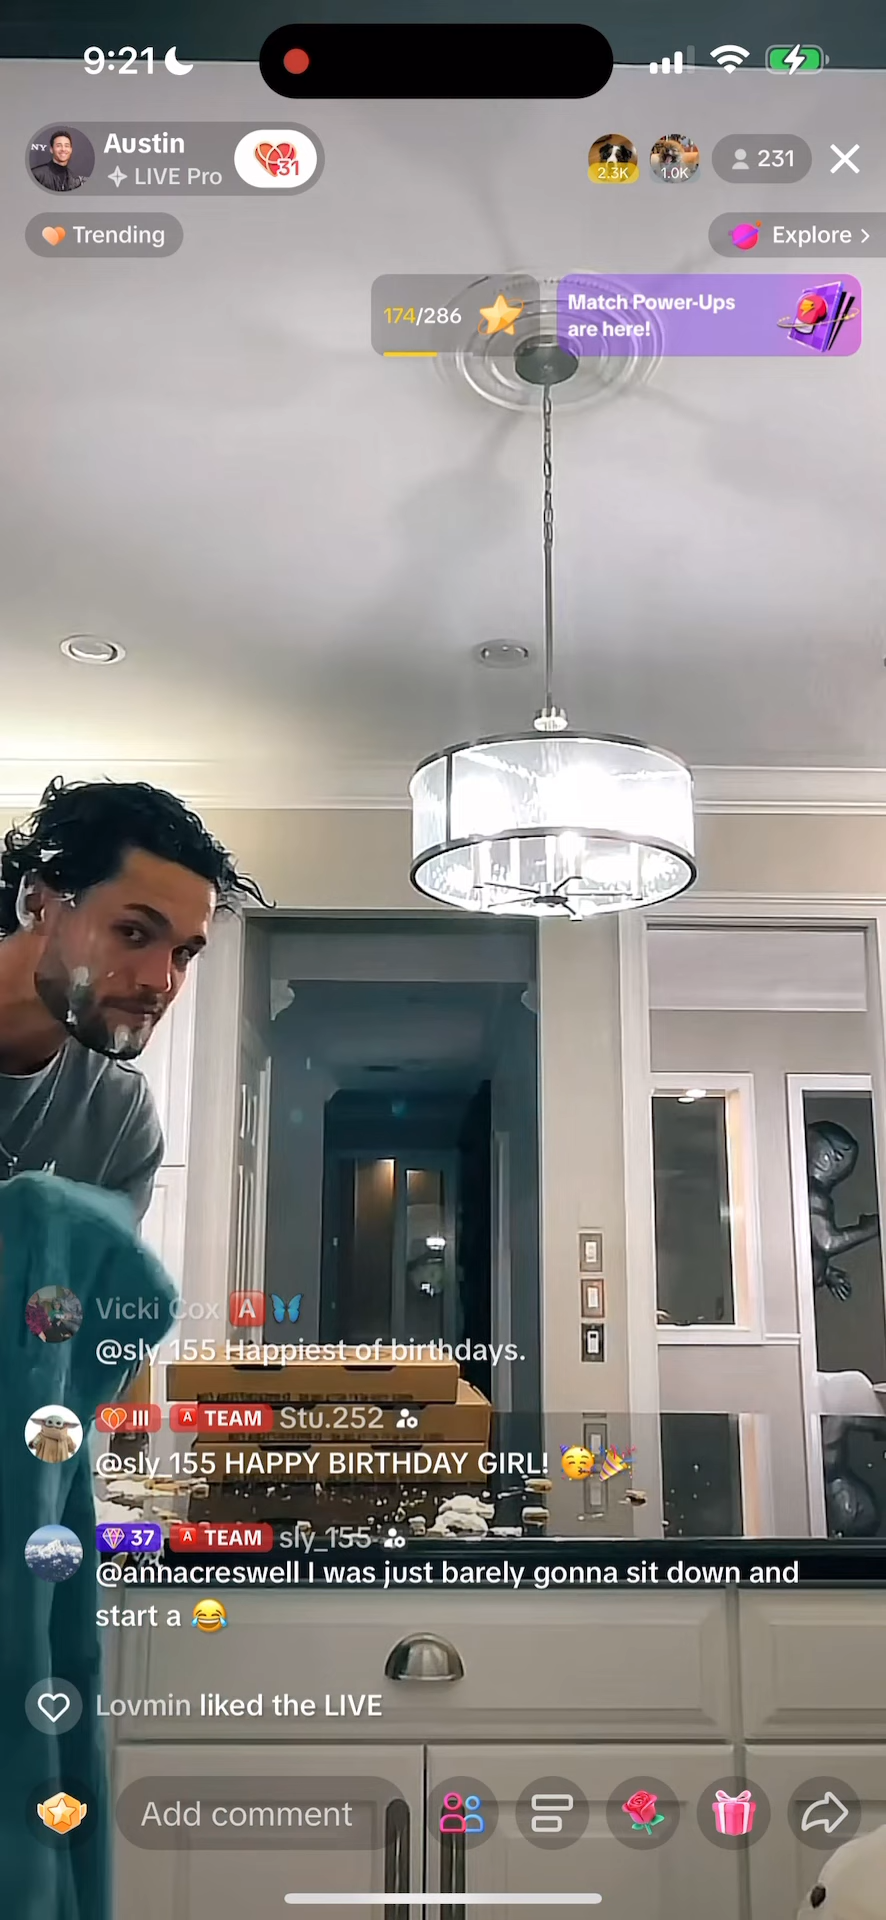 9:21
Austin
LIVE Pro
31
2.3K
1.0K
231
Trending
Explore
174/286
Match Power-Ups
are here!
NY
Vicki Cox A
@sly_155 Happiest of birthdays.
III A TEAM Stu.252
@sly_155 HAPPY BIRTHDAY GIRL!
37 A TEAM sly_155
@annacreswell I was just barely gonna sit down and
start a
Lovmin liked the LIVE
Add comment